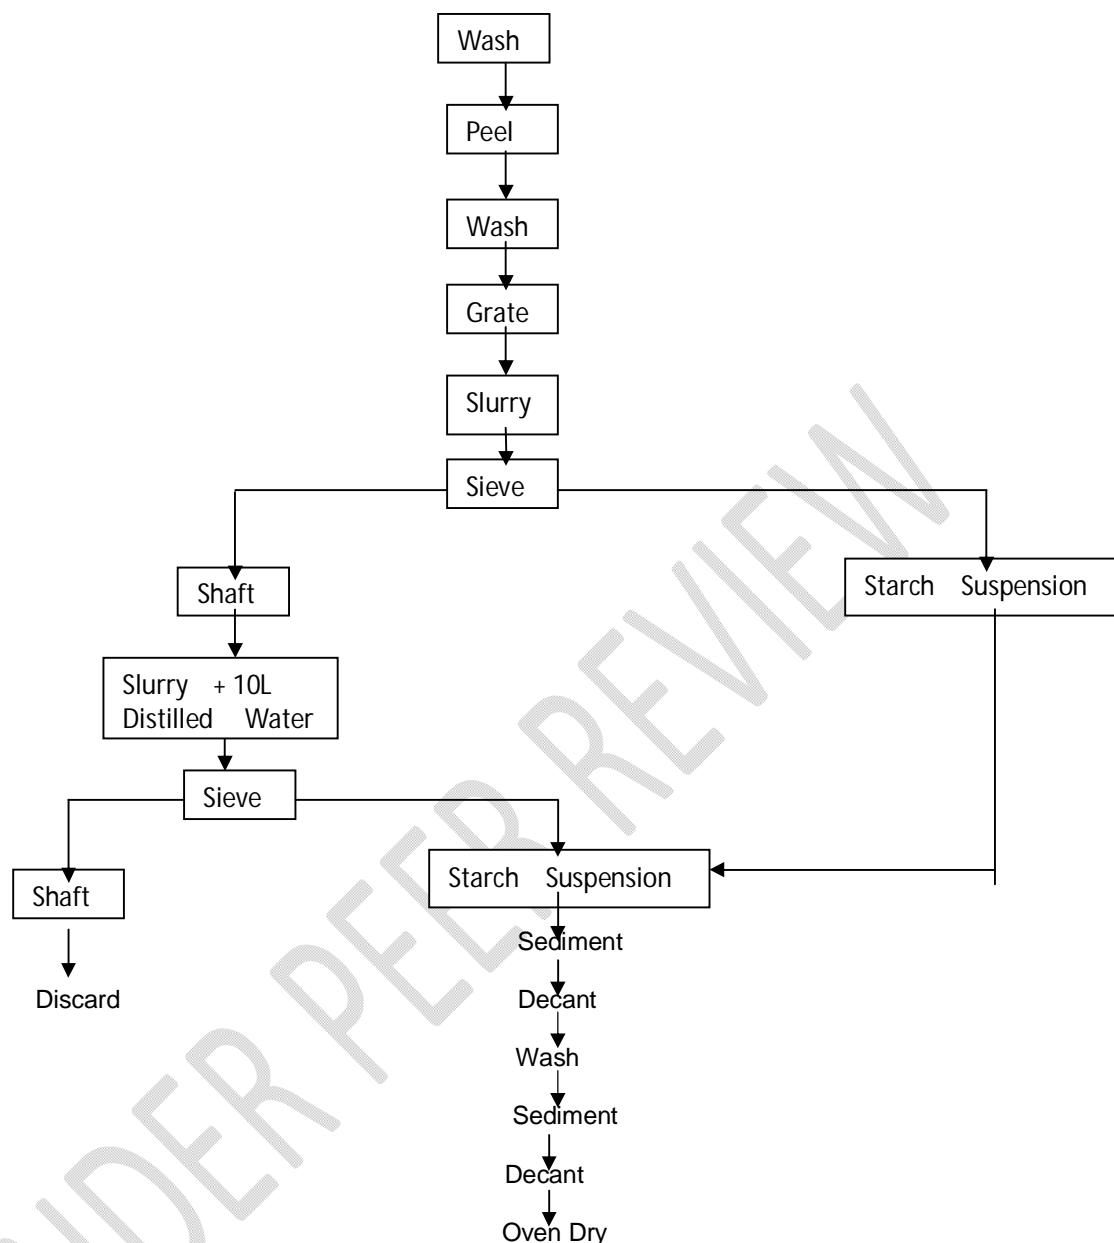 Wash
Peel
Wash
Grate
Slurry
Sieve
Shaft
Starch Suspension
Slurry + 10L
Distilled Water
Sieve
Shaft
Starch Suspension
Sediment
Discard
Decant
Wash
Sediment
Decant
Oven Dry
PEER REVIEW